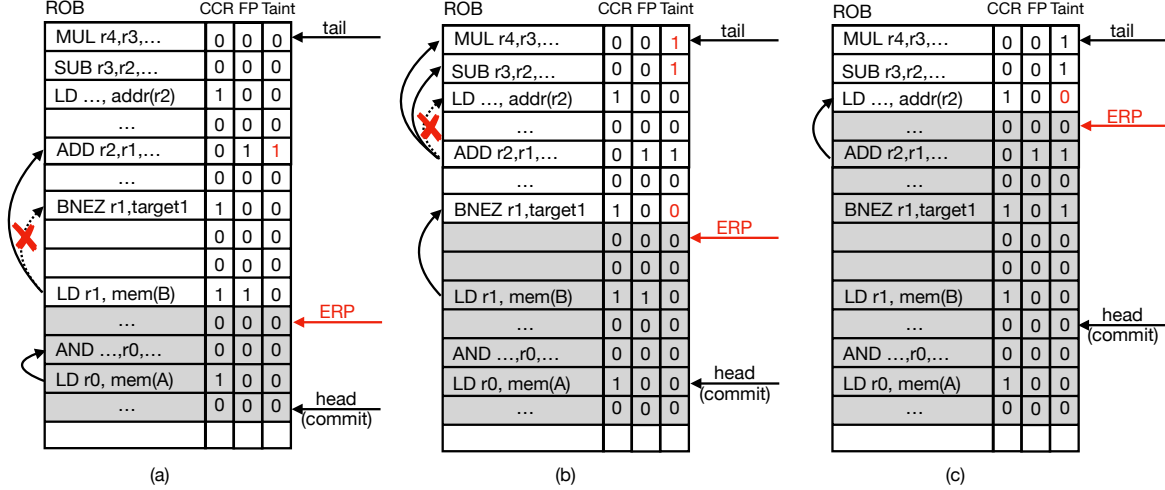 ROB CCR FP Taint
MUL r4,r3,… 0 0 0 tail
SUB r3,r2,… 0 0 0
LD …, addr(r2) 1 0 0
… 0 0 0
ADD r2,r1,… 0 1 1
… 0 0 0
BNEZ r1,target1 1 0 0
0 0 0
0 0 0
LD r1, mem(B) 1 1 0
… 0 0 0 ERP
AND …,r0,… 0 0 0
LD r0, mem(A) 1 0 0
… 0 0 0 head
(commit)
(a)
ROB CCR FP Taint
MUL r4,r3,… 0 0 1 tail
SUB r3,r2,… 0 0 1
LD …, addr(r2) 1 0 0
… 0 0 0
ADD r2,r1,… 0 1 1
… 0 0 0
BNEZ r1,target1 1 0 0
0 0 0 ERP
0 0 0
LD r1, mem(B) 1 1 0
… 0 0 0
AND …,r0,… 0 0 0
LD r0, mem(A) 1 0 0 head
(commit)
… 0 0 0
(b)
ROB CCR FP Taint
MUL r4,r3,… 0 0 1 tail
SUB r3,r2,… 0 0 1
LD …, addr(r2) 1 0 0
… 0 0 0 ERP
ADD r2,r1,… 0 1 1
… 0 0 0
BNEZ r1,target1 1 0 1
0 0 0
0 0 0
LD r1, mem(B) 1 0 0
… 0 0 0 head
(commit)
AND …,r0,… 0 0 0
LD r0, mem(A) 1 0 0
… 0 0 0
(c)